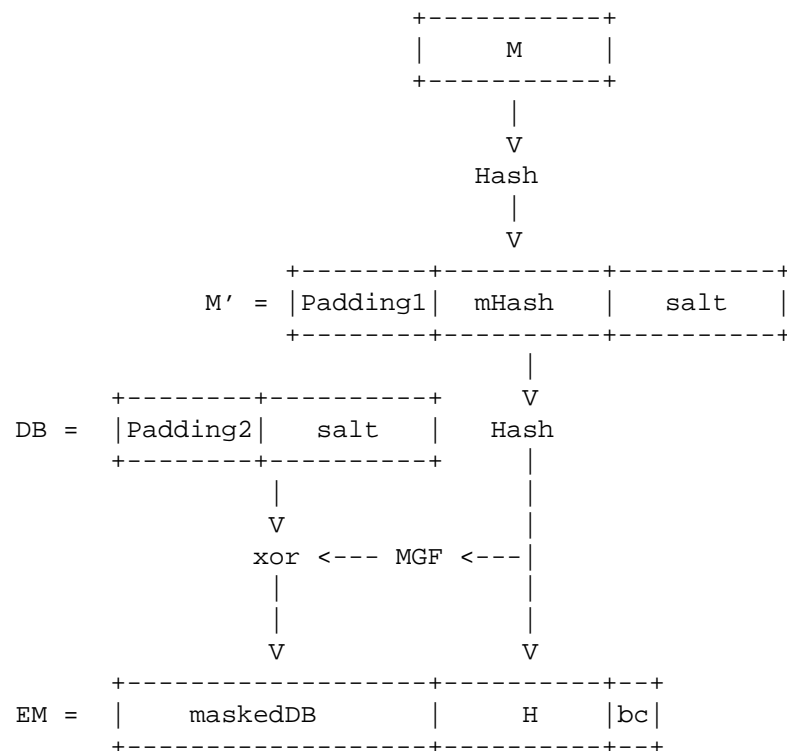 M
Hash
M' = |Padding1| mHash | salt |
DB = |Padding2| salt | Hash
xor <--- MGF <---|
EM = | maskedDB | H |bc|